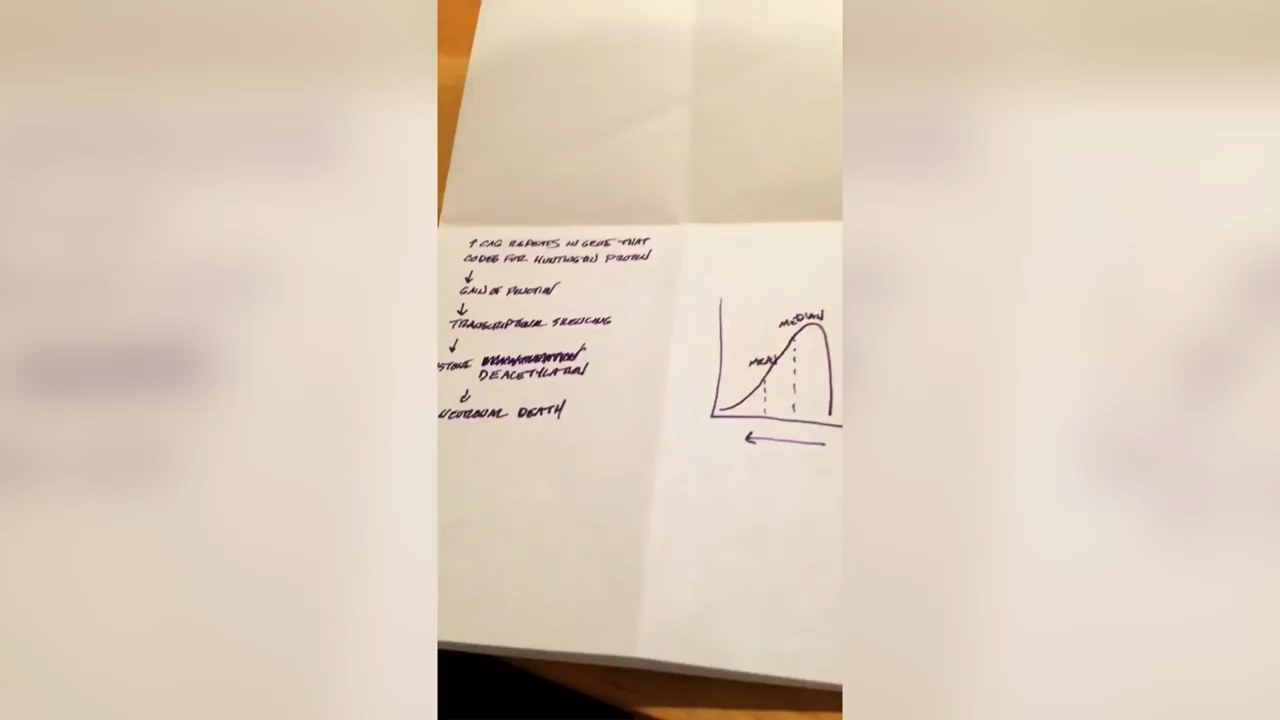 ↑ CAG REPEATS IN GENE THAT
CODES FOR HUNTINGTIN PROTEIN
↓
GAIN OF FUNCTION
↓
TRANSCRIPTIONAL SILENCING
↓
STONE
DEACETYLATION
↓
NEURONAL DEATH
MEDIAN
MEAN